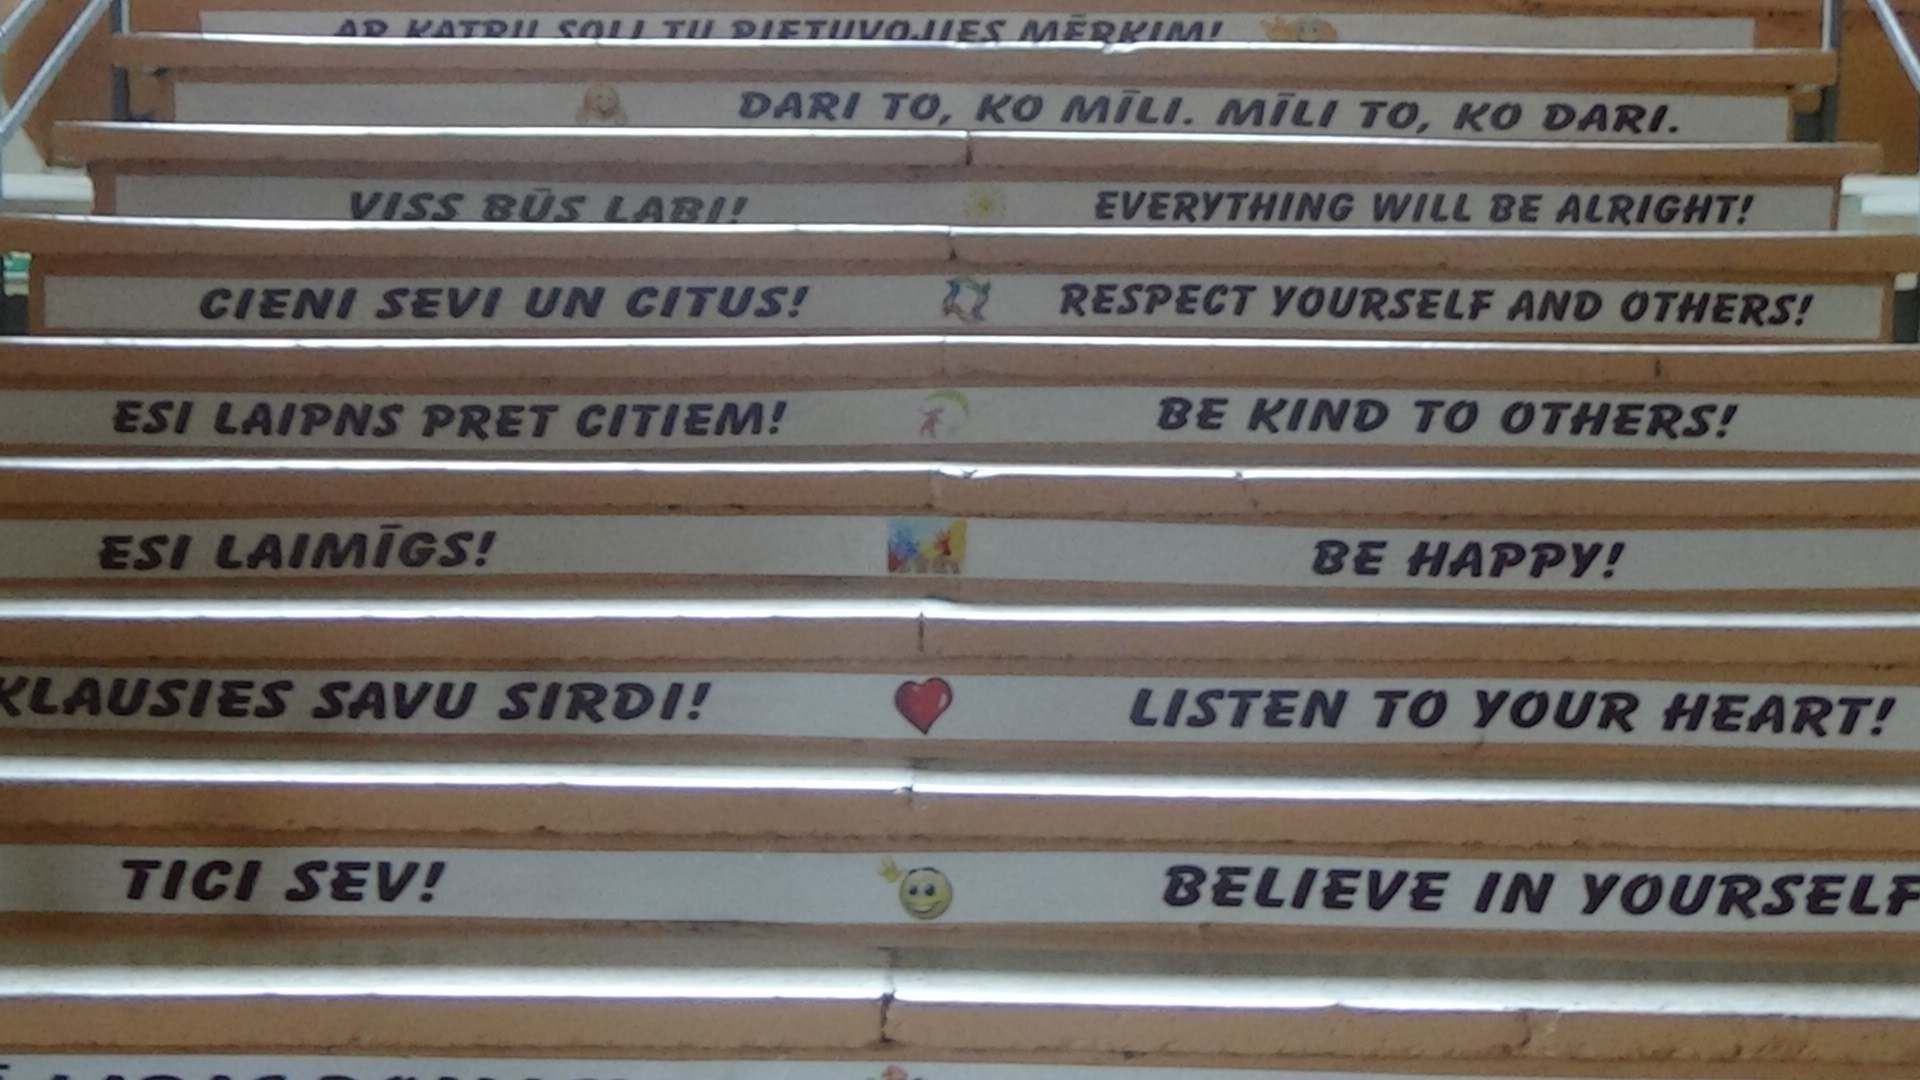 AR KATRU SOLI TU PIETUVOJIES MĒRĶIM!
DARI TO, KO MĪLI. MĪLI TO, KO DARI.
VISS BŪS LABI! EVERYTHING WILL BE ALRIGHT!
CIENI SEVI UN CITUS! RESPECT YOURSELF AND OTHERS!
ESI LAIPNS PRET CITIEM! BE KIND TO OTHERS!
ESI LAIMĪGS! BE HAPPY!
KLAUSIES SAVU SIRDI! LISTEN TO YOUR HEART!
TICI SEV! BELIEVE IN YOURSELF